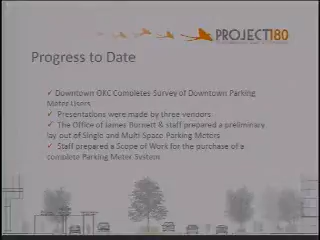 PROJECT180
Progress to Date
✓ Downtown OKC Completes Survey of Downtown Parking
Meter Users
✓ Presentations were made by three vendors
✓ The Office of James Burnett & staff prepared a preliminary
lay-out of Single and Multi-Space Parking Meters
✓ Staff prepared a Scope of Work for the purchase of a
complete Parking Meter System